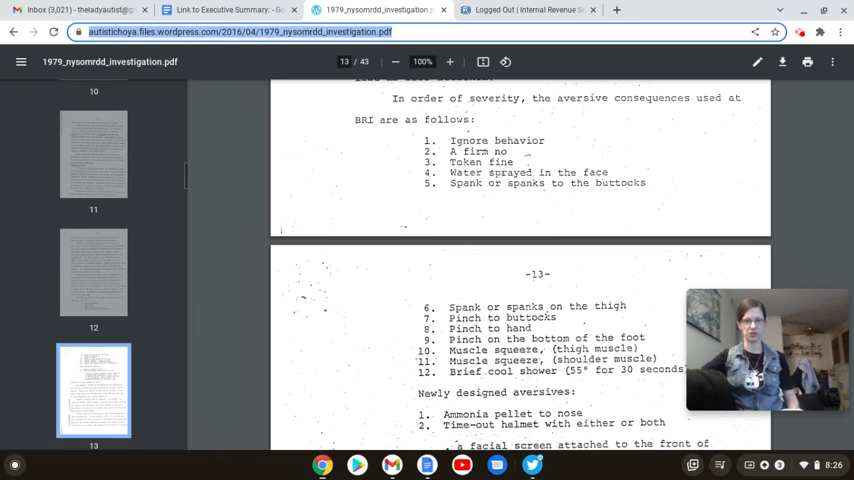 Inbox (3,021) - theladyautist@gm
Link to Executive Summary: - Go
1979_nysomrdd_investigation.p
Logged Out | Internal Revenue S
autistichoya.files.wordpress.com/2016/04/1979_nysomrdd_investigation.pdf
1979_nysomrdd_investigation.pdf
13 / 43
100%
10
11
12
13
In order of severity, the aversive consequences used at
BRI are as follows:
1. Ignore behavior
2. A firm no
3. Token fine
4. Water sprayed in the face
5. Spank or spanks to the buttocks
-13-
6. Spank or spanks on the thigh
7. Pinch to buttocks
8. Pinch to hand
9. Pinch on the bottom of the foot
10. Muscle squeeze, (thigh muscle)
11. Muscle squeeze, (shoulder muscle)
12. Brief cool shower (55° for 30 seconds
Newly designed aversives:
1. Ammonia pellet to nose
2. Time-out helmet with either or both
a facial screen attached to the front of
3
8:26